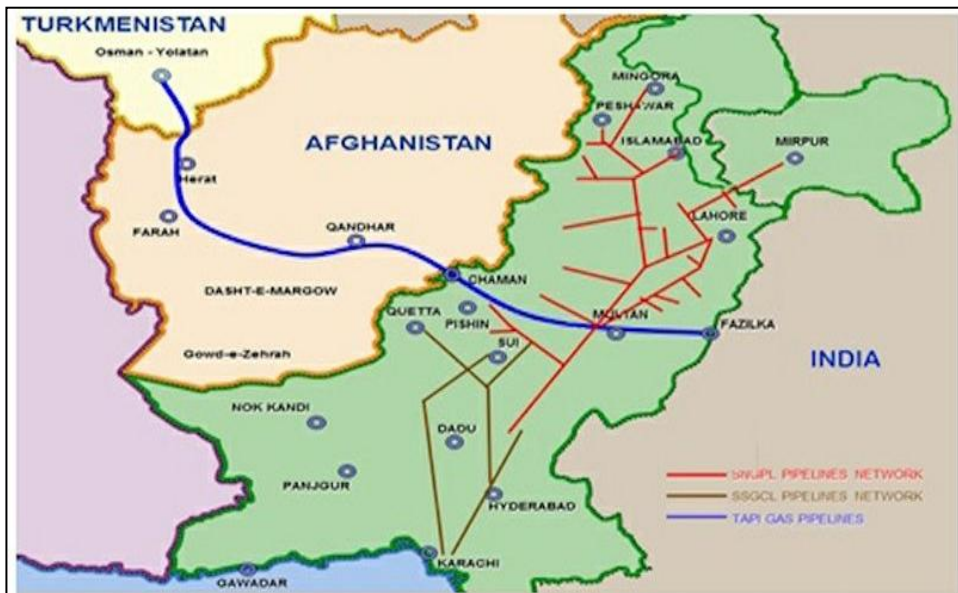 TURKMENISTAN
Osman - Yolatan
MINGORA
PESHAWAR
ISLAMABAD
MIRPUR
AFGHANISTAN
Herat
LAHORE
FARAH
QANDHAR
CHAMAN
DASHT-E-MARGOW
QUETTA
PISHIN
MULTAN
FAZILKA
SUI
Gowd-e-Zehrah
INDIA
NOK KANDI
DADU
PANJGUR
SNGPL PIPELINES NETWORK
SSGCL PIPELINES NETWORK
HYDERABAD
TAPI GAS PIPELINES
KARACHI
GAWADAR